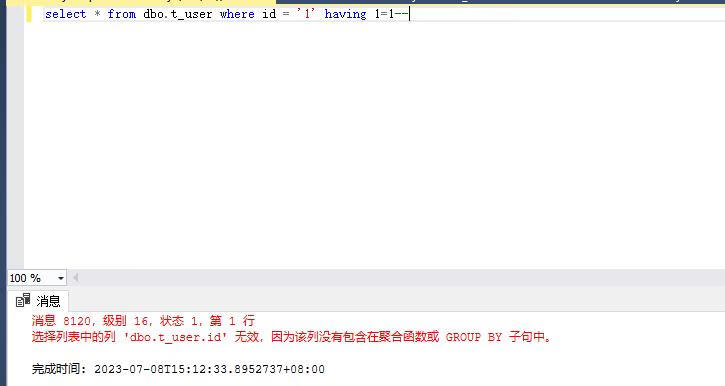 select * from dbo.t_user where id = '1' having 1=1--
100 %
消息
消息 8120，级别 16，状态 1，第 1 行
选择列表中的列 'dbo.t_user.id' 无效，因为该列没有包含在聚合函数或 GROUP BY 子句中。
完成时间: 2023-07-08T15:12:33.8952737+08:00